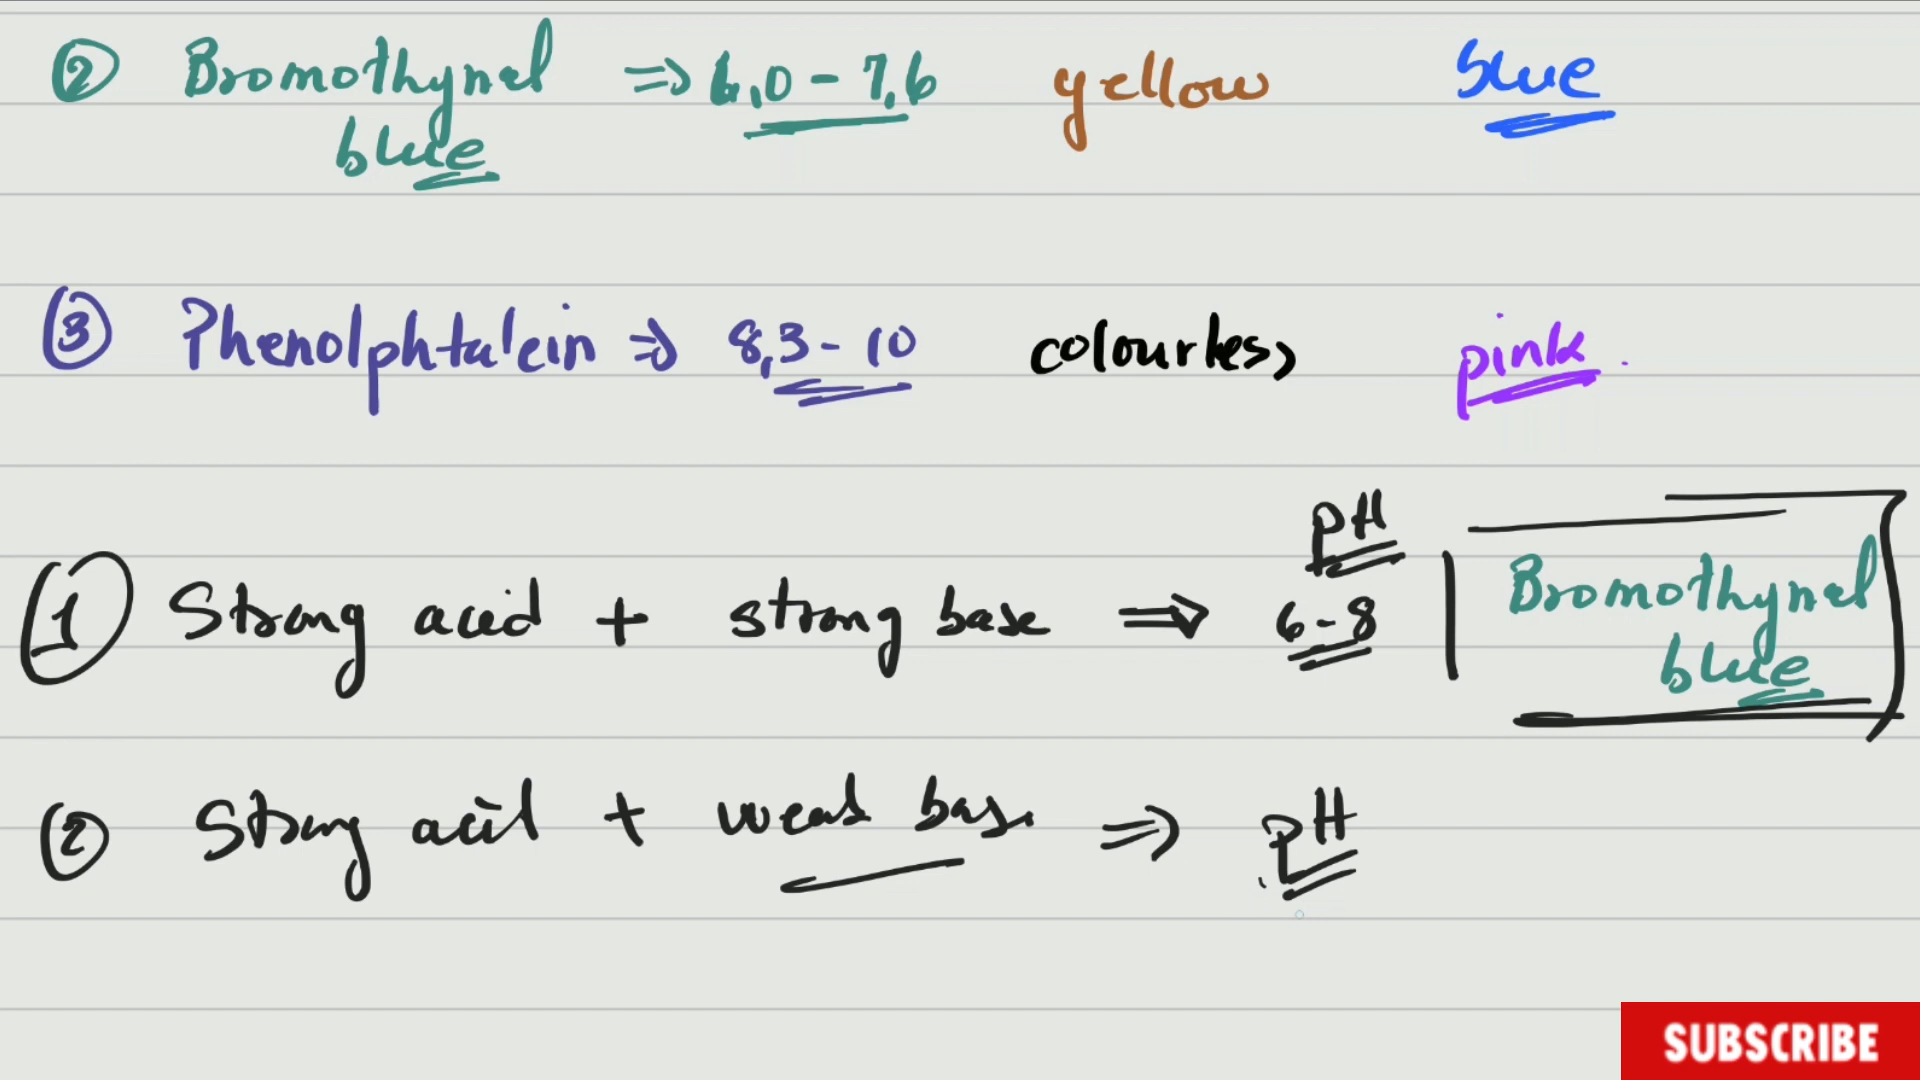 ② Bromothymol ⇒ 6,0 - 7,6 yellow blue
blue
③ Phenolphtalein ⇒ 8,3 - 10 colourless pink.
pH
① Strong acid + strong base ⇒ 6-8 | Bromothymol
blue
② Strong acid + weak base ⇒ pH
SUBSCRIBE